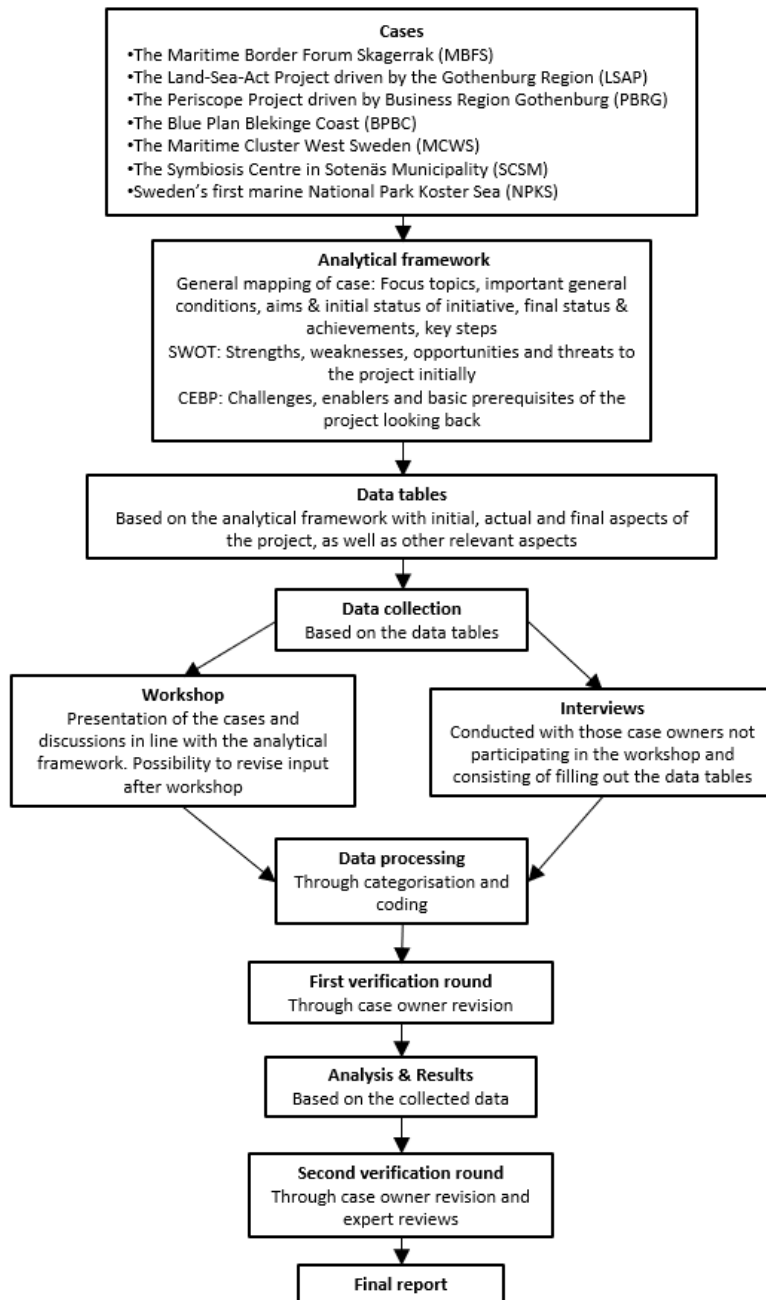 Cases
•The Maritime Border Forum Skagerrak (MBFS)
•The Land-Sea-Act Project driven by the Gothenburg Region (LSAP)
•The Periscope Project driven by Business Region Gothenburg (PBRG)
•The Blue Plan Blekinge Coast (BPBC)
•The Maritime Cluster West Sweden (MCWS)
•The Symbiosis Centre in Sotenäs Municipality (SCSM)
•Sweden’s first marine National Park Koster Sea (NPKS)
Analytical framework
General mapping of case: Focus topics, important general
conditions, aims & initial status of initiative, final status &
achievements, key steps
SWOT: Strengths, weaknesses, opportunities and threats to
the project initially
CEBP: Challenges, enablers and basic prerequisites of the
project looking back
Data tables
Based on the analytical framework with initial, actual and final aspects of
the project, as well as other relevant aspects
Data collection
Based on the data tables
Workshop
Presentation of the cases and
discussions in line with the analytical
framework. Possibility to revise input
after workshop
Interviews
Conducted with those case owners not
participating in the workshop and
consisting of filling out the data tables
Data processing
Through categorisation and
coding
First verification round
Through case owner revision
Analysis & Results
Based on the collected data
Second verification round
Through case owner revision and
expert reviews
Final report